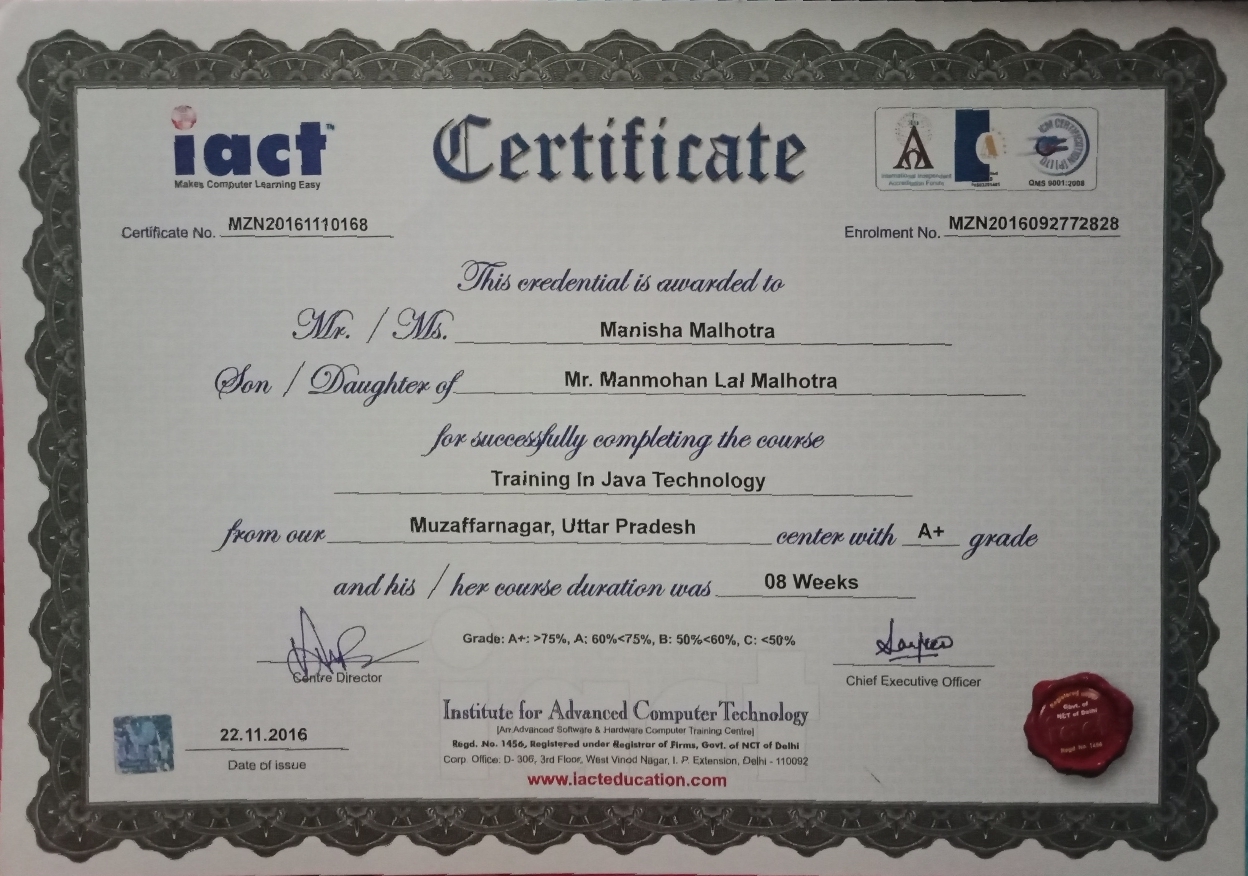 iact™
Makes Computer Learning Easy
Certificate
International Independent
Accreditation Forum
ICM CERTIFICATION (P) LTD
QMS 9001:2008
Certificate No. MZN20161110168
Enrolment No. MZN2016092772828
This credential is awarded to
Mr. / Ms. Manisha Malhotra
Son / Daughter of Mr. Manmohan Lal Malhotra
for successfully completing the course
Training In Java Technology
from our Muzaffarnagar, Uttar Pradesh center with A+ grade
and his / her course duration was 08 Weeks
Grade: A+: >75%, A: 60%<75%, B: 50%<60%, C: <50%
Centre Director
Chief Executive Officer
22.11.2016
Date of issue
Institute for Advanced Computer Technology
[An Advanced Software & Hardware Computer Training Centre]
Regd. No. 1456, Registered under Registrar of Firms, Govt. of NCT of Delhi
Corp. Office: D- 306, 3rd Floor, West Vinod Nagar, I. P. Extension, Delhi - 110092
www.iacteducation.com
Registered under
Govt. of
NCT of Delhi
Regd. No. 1456